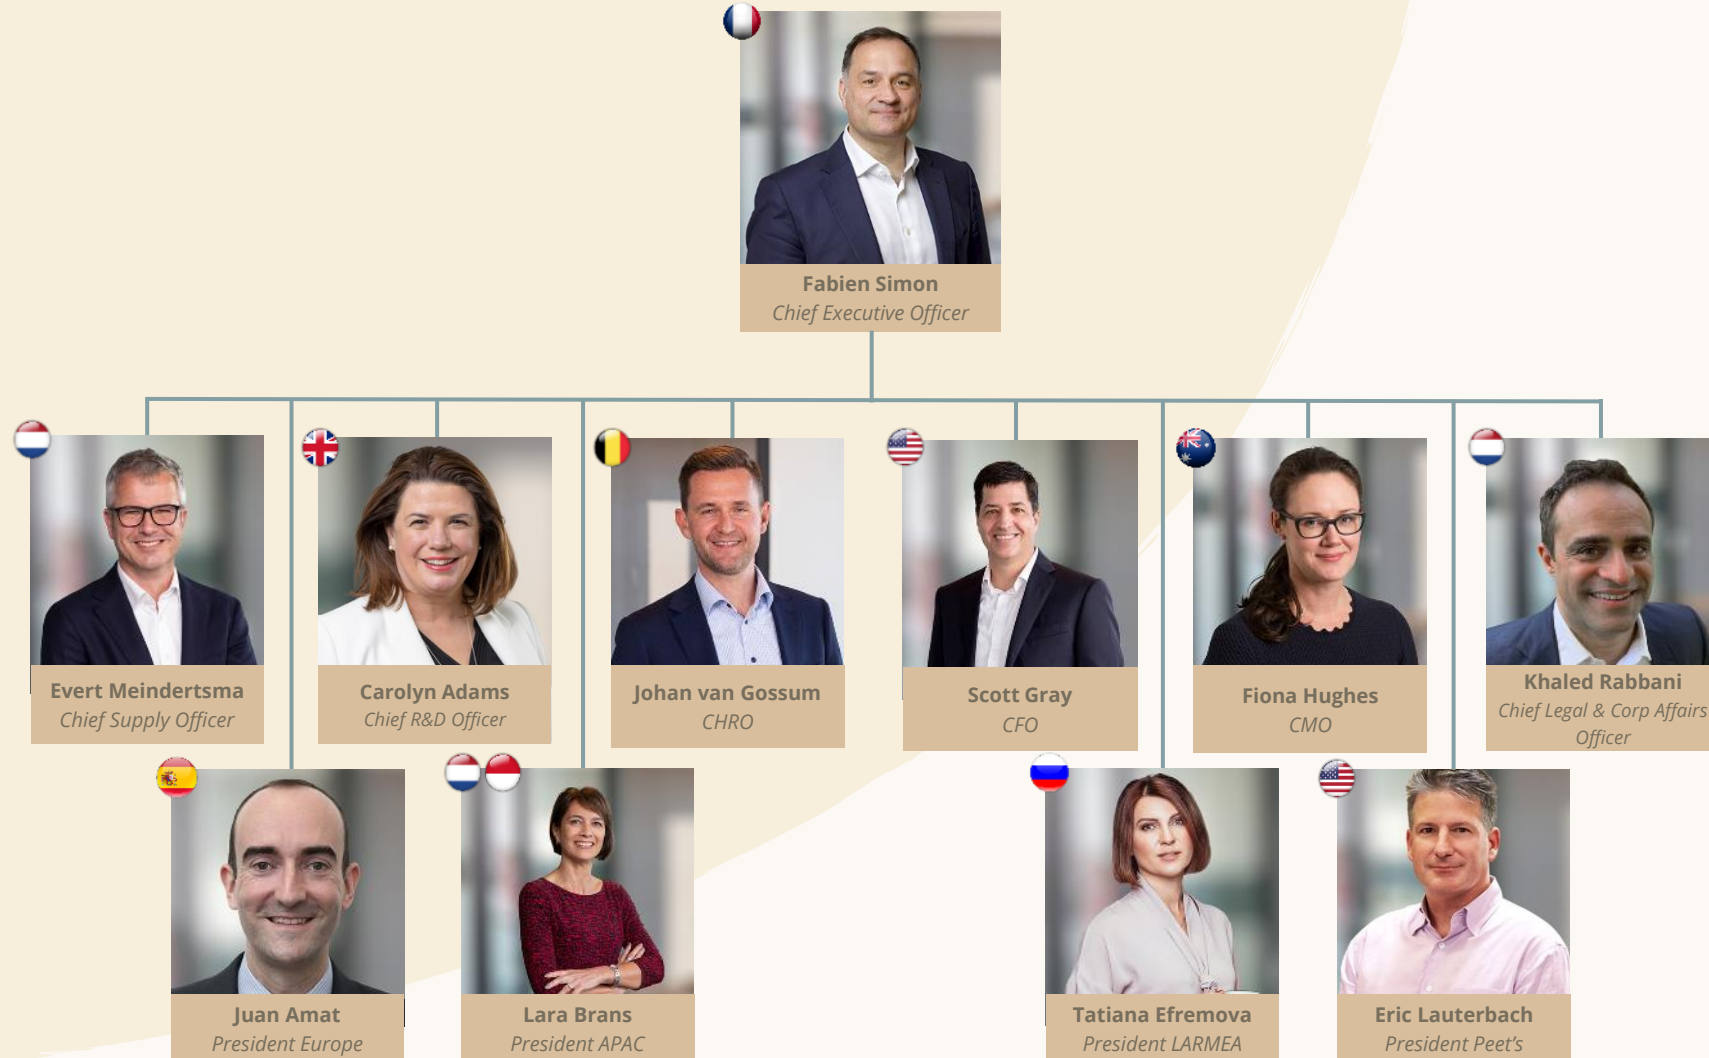 Fabien Simon
Chief Executive Officer
Evert Meindertsma
Chief Supply Officer
Carolyn Adams
Chief R&D Officer
Johan van Gossum
CHRO
Scott Gray
CFO
Fiona Hughes
CMO
Khaled Rabbani
Chief Legal & Corp Affairs
Officer
Juan Amat
President Europe
Lara Brans
President APAC
Tatiana Efremova
President LARMEA
Eric Lauterbach
President Peet’s